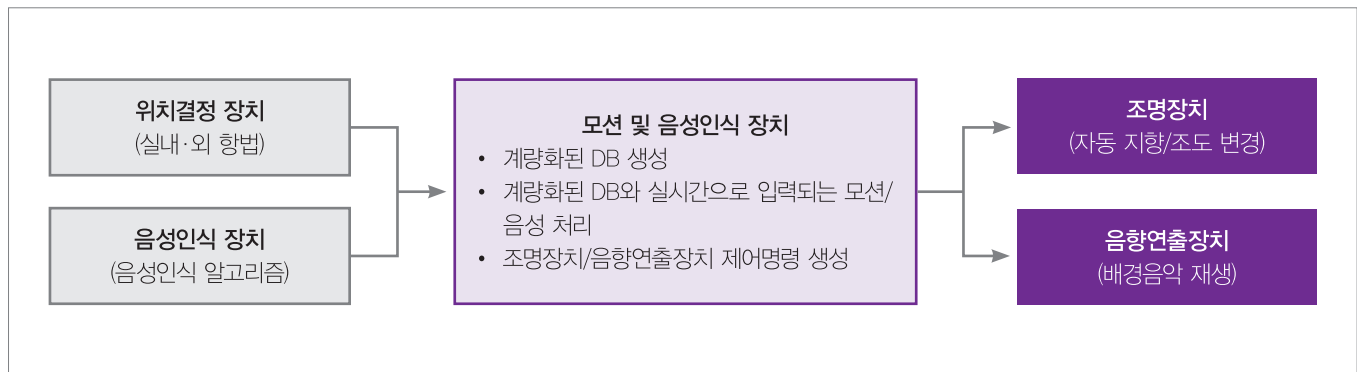 위치결정 장치
(실내·외 항법)
음성인식 장치
(음성인식 알고리즘)
모션 및 음성인식 장치
• 계량화된 DB 생성
• 계량화된 DB와 실시간으로 입력되는 모션/
음성 처리
• 조명장치/음향연출장치 제어명령 생성
조명장치
(자동 지향/조도 변경)
음향연출장치
(배경음악 재생)